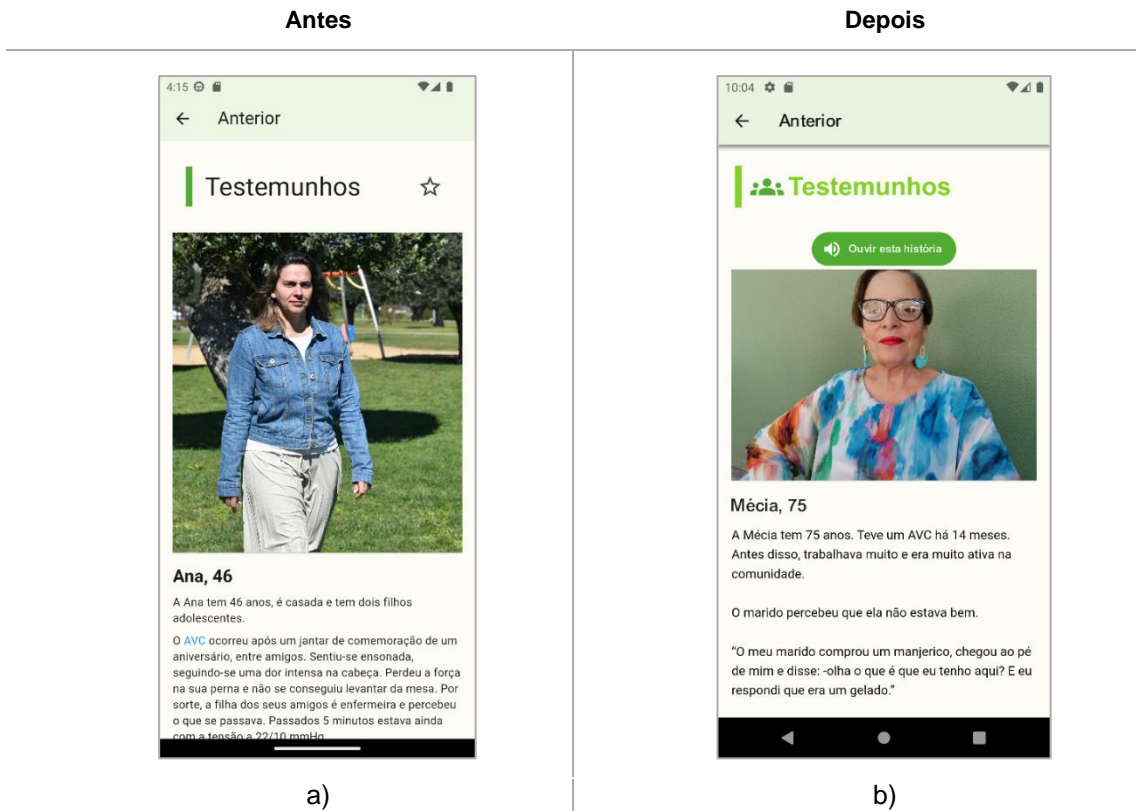 Antes
Depois
4:15
Anterior
Testemunhos
Ana, 46
A Ana tem 46 anos, é casada e tem dois filhos
adolescentes.
O AVC ocorreu após um jantar de comemoração de um
aniversário, entre amigos. Sentiu-se ensonada,
seguindo-se uma dor intensa na cabeça. Perdeu a força
na sua perna e não se conseguiu levantar da mesa. Por
sorte, a filha dos seus amigos é enfermeira e percebeu
o que se passava. Passados 5 minutos estava ainda
com a tensão a 22/10 mmHg
a)
10:04
Anterior
Testemunhos
Ouvir esta história
Mécia, 75
A Mécia tem 75 anos. Teve um AVC há 14 meses.
Antes disso, trabalhava muito e era muito ativa na
comunidade.
O marido percebeu que ela não estava bem.
“O meu marido comprou um manjerico, chegou ao pé
de mim e disse: -olha o que é que eu tenho aqui? E eu
respondi que era um gelado.”
b)